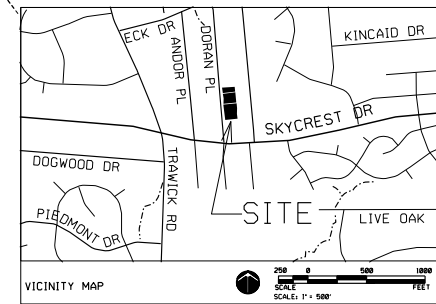 ECK DR
ANDOR PL
DORAN PL
KINCAID DR
SKYCREST DR
DOGWOOD DR
TRAWICK RD
PIEDMONT DR
SITE
LIVE OAK
VICINITY MAP
250 0 500 1000
SCALE FEET
SCALE: 1" = 500'